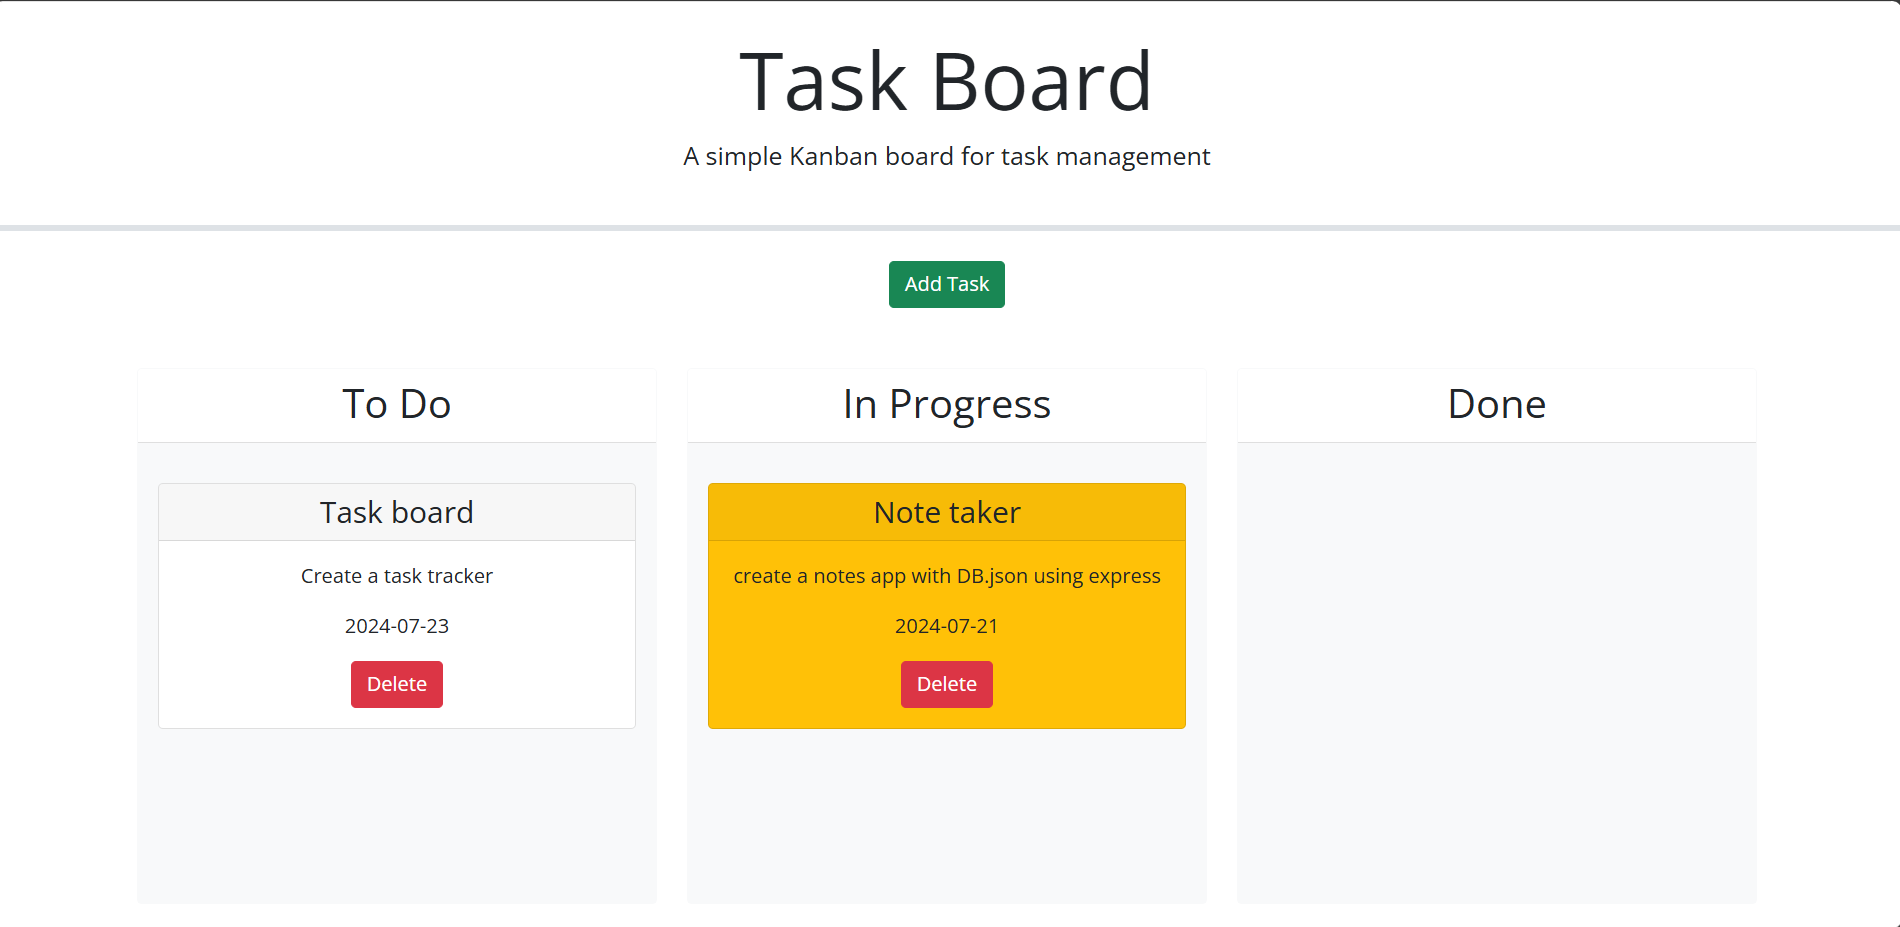 Task Board
A simple Kanban board for task management
Add Task
To Do
Task board
Create a task tracker
2024-07-23
Delete
In Progress
Note taker
create a notes app with DB.json using express
2024-07-21
Delete
Done